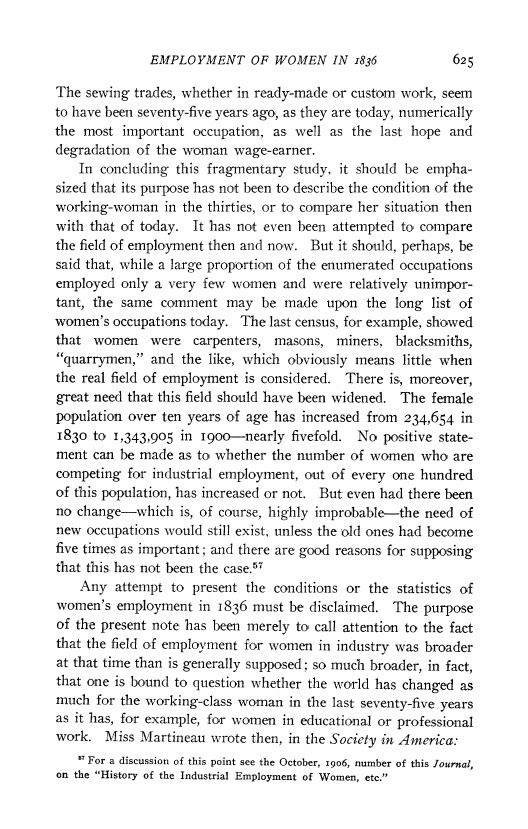 EMPLOYMENT OF WOMEN IN 1836 625
The sewing trades, whether in ready-made or custom work, seem
to have been seventy-five years ago, as they are today, numerically
the most important occupation, as well as the last hope and
degradation of the woman wage-earner.
In concluding this fragmentary study, it should be empha-
sized that its purpose has not been to describe the condition of the
working-woman in the thirties, or to compare her situation then
with that of today. It has not even been attempted to compare
the field of employment then and now. But it should, perhaps, be
said that, while a large proportion of the enumerated occupations
employed only a very few women and were relatively unimpor-
tant, the same comment may be made upon the long list of
women's occupations today. The last census, for example, showed
that women were carpenters, masons, miners, blacksmiths,
"quarrymen," and the like, which obviously means little when
the real field of employment is considered. There is, moreover,
great need that this field should have been widened. The female
population over ten years of age has increased from 234,654 in
1830 to 1,343,905 in 1900—nearly fivefold. No positive state-
ment can be made as to whether the number of women who are
competing for industrial employment, out of every one hundred
of this population, has increased or not. But even had there been
no change—which is, of course, highly improbable—the need of
new occupations would still exist, unless the old ones had become
five times as important; and there are good reasons for supposing
that this has not been the case.57
Any attempt to present the conditions or the statistics of
women's employment in 1836 must be disclaimed. The purpose
of the present note has been merely to call attention to the fact
that the field of employment for women in industry was broader
at that time than is generally supposed; so much broader, in fact,
that one is bound to question whether the world has changed as
much for the working-class woman in the last seventy-five years
as it has, for example, for women in educational or professional
work. Miss Martineau wrote then, in the Society in America:
57 For a discussion of this point see the October, 1906, number of this Journal,
on the "History of the Industrial Employment of Women, etc."